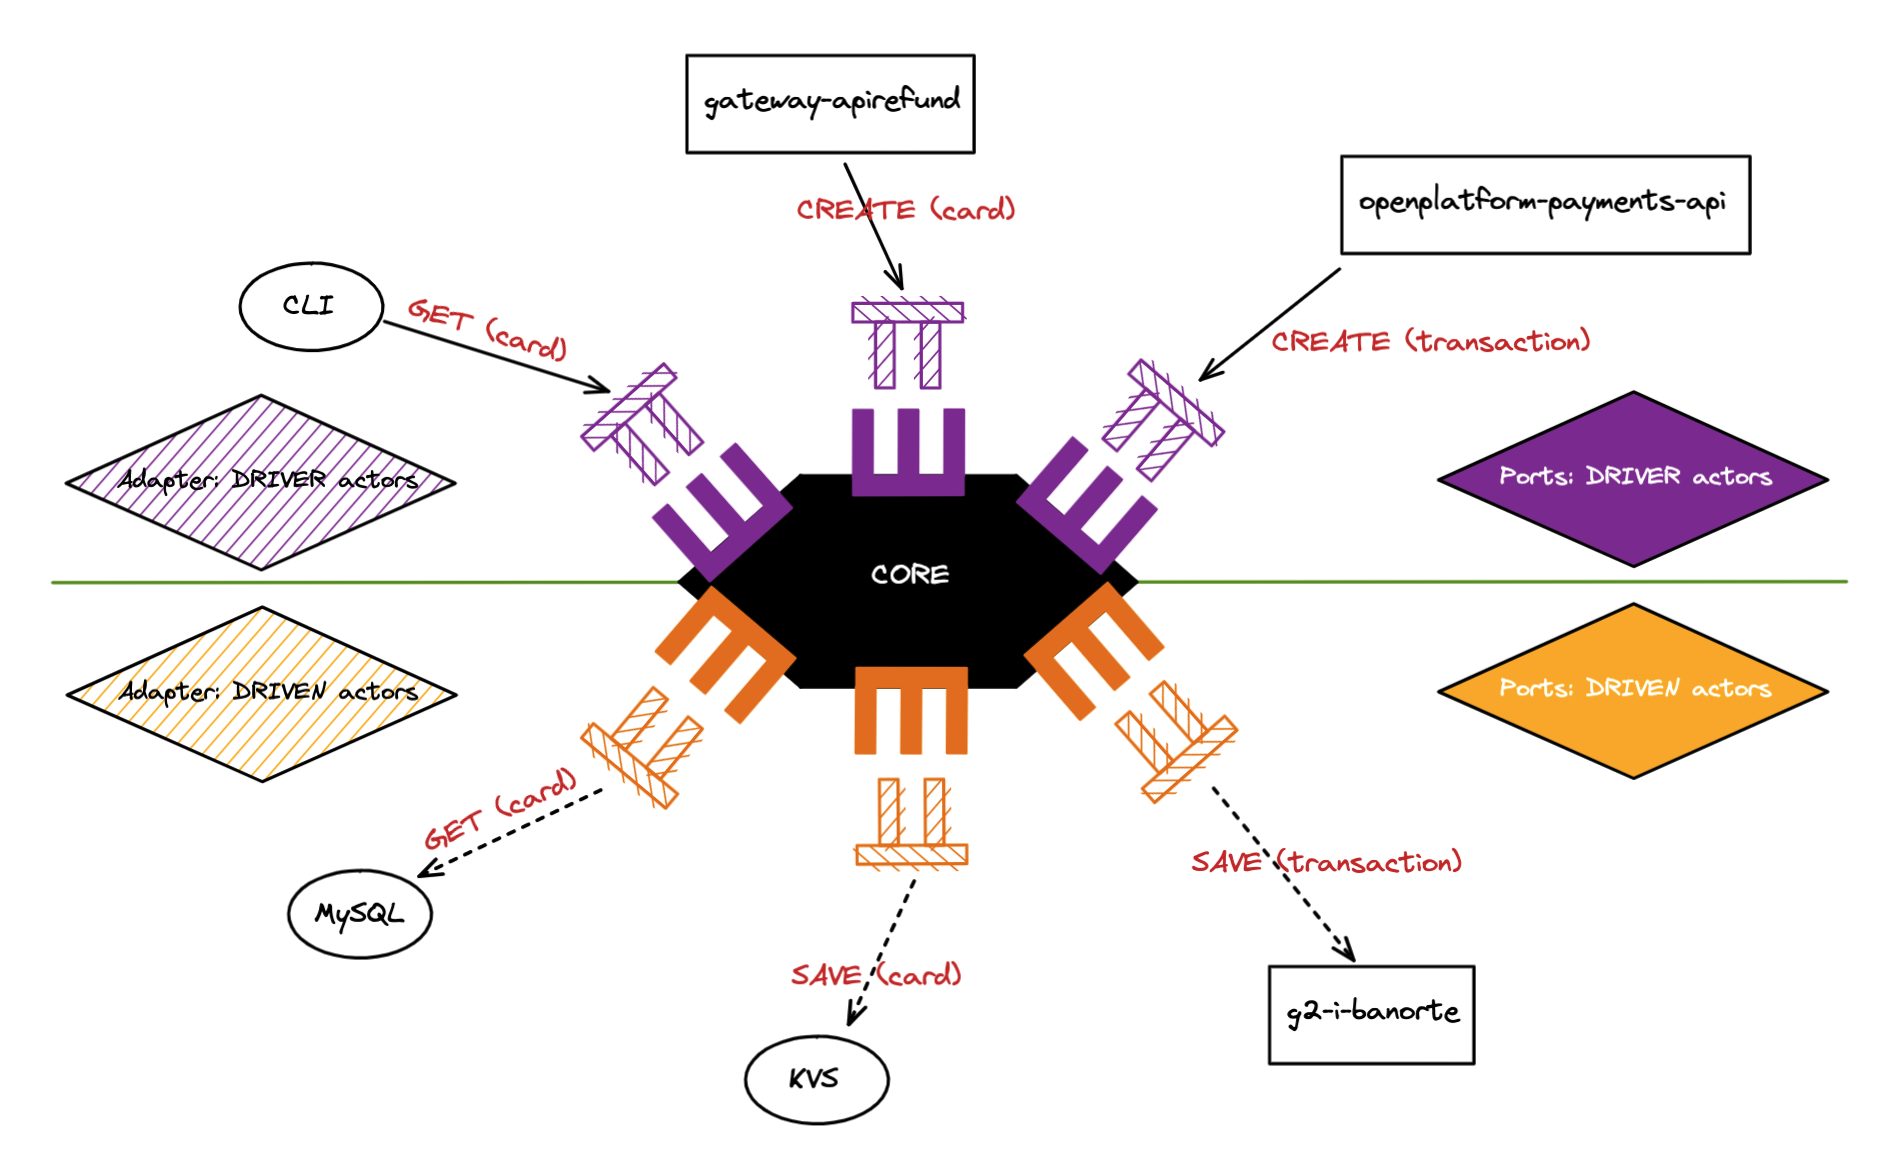 gateway-apirefund
CREATE (card)
openplatform-payments-api
CLI
GET (card)
CREATE (transaction)
Adapter: DRIVER actors
Ports: DRIVER actors
CORE
Adapter: DRIVEN actors
Ports: DRIVEN actors
GET (card)
MySQL
SAVE (transaction)
SAVE (card)
g2-i-banorte
KVS